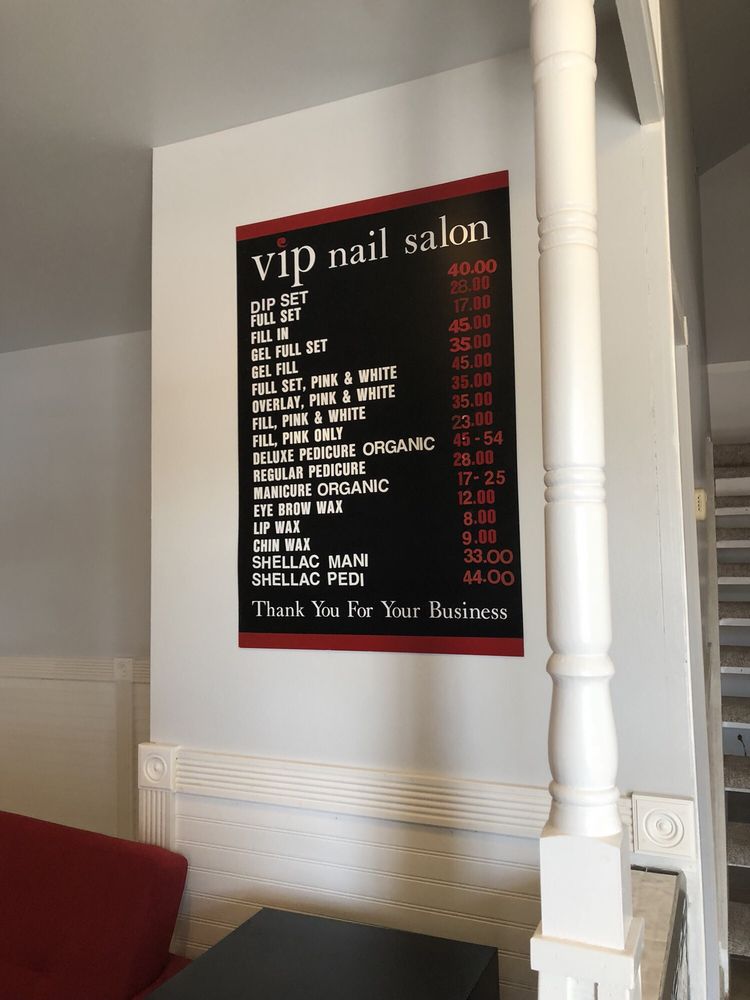 vip nail salon
DIP SET 40.00
FULL SET 28.00
FILL IN 17.00
GEL FULL SET 45.00
GEL FILL 35.00
FULL SET, PINK & WHITE 45.00
OVERLAY, PINK & WHITE 35.00
FILL, PINK & WHITE 35.00
FILL, PINK ONLY 23.00
DELUXE PEDICURE ORGANIC 45-54
REGULAR PEDICURE 28.00
MANICURE ORGANIC 17-25
EYE BROW WAX 12.00
LIP WAX 8.00
CHIN WAX 9.00
SHELLAC MANI 33.00
SHELLAC PEDI 44.00
Thank You For Your Business